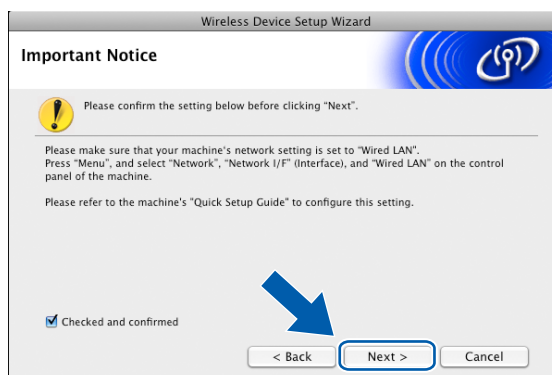 Wireless Device Setup Wizard
Important Notice
Please confirm the setting below before clicking “Next”.
Please make sure that your machine's network setting is set to "Wired LAN".
Press “Menu”, and select “Network”, “Network I/F” (Interface), and “Wired LAN” on the control
panel of the machine.
Please refer to the machine's "Quick Setup Guide" to configure this setting.
Checked and confirmed
< Back
Next >
Cancel